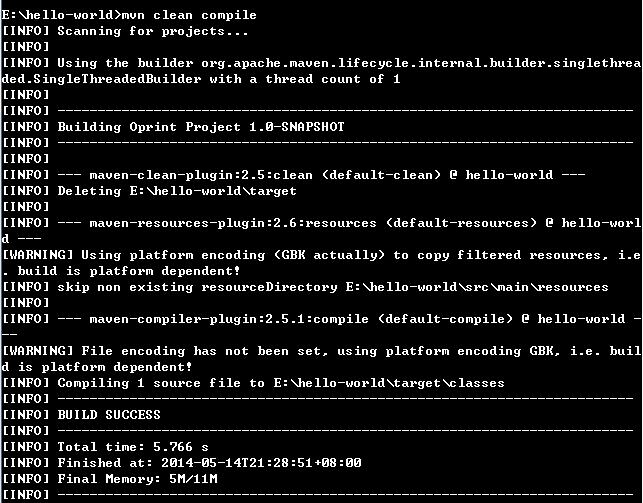 E:\hello-world>mvn clean compile
[INFO] Scanning for projects...
[INFO]
[INFO] Using the builder org.apache.maven.lifecycle.internal.builder.singlethrea
ded.SingleThreadedBuilder with a thread count of 1
[INFO]
[INFO] ------------------------------------------------------------------------
[INFO] Building Oprint Project 1.0-SNAPSHOT
[INFO] ------------------------------------------------------------------------
[INFO]
[INFO] --- maven-clean-plugin:2.5:clean (default-clean) @ hello-world ---
[INFO] Deleting E:\hello-world\target
[INFO]
[INFO] --- maven-resources-plugin:2.6:resources (default-resources) @ hello-worl
d ---
[WARNING] Using platform encoding (GBK actually) to copy filtered resources, i.e
. build is platform dependent!
[INFO] skip non existing resourceDirectory E:\hello-world\src\main\resources
[INFO]
[INFO] --- maven-compiler-plugin:2.5.1:compile (default-compile) @ hello-world -
--
[WARNING] File encoding has not been set, using platform encoding GBK, i.e. buil
d is platform dependent!
[INFO] Compiling 1 source file to E:\hello-world\target\classes
[INFO] ------------------------------------------------------------------------
[INFO] BUILD SUCCESS
[INFO] ------------------------------------------------------------------------
[INFO] Total time: 5.766 s
[INFO] Finished at: 2014-05-14T21:28:51+08:00
[INFO] Final Memory: 5M/11M
[INFO] ------------------------------------------------------------------------